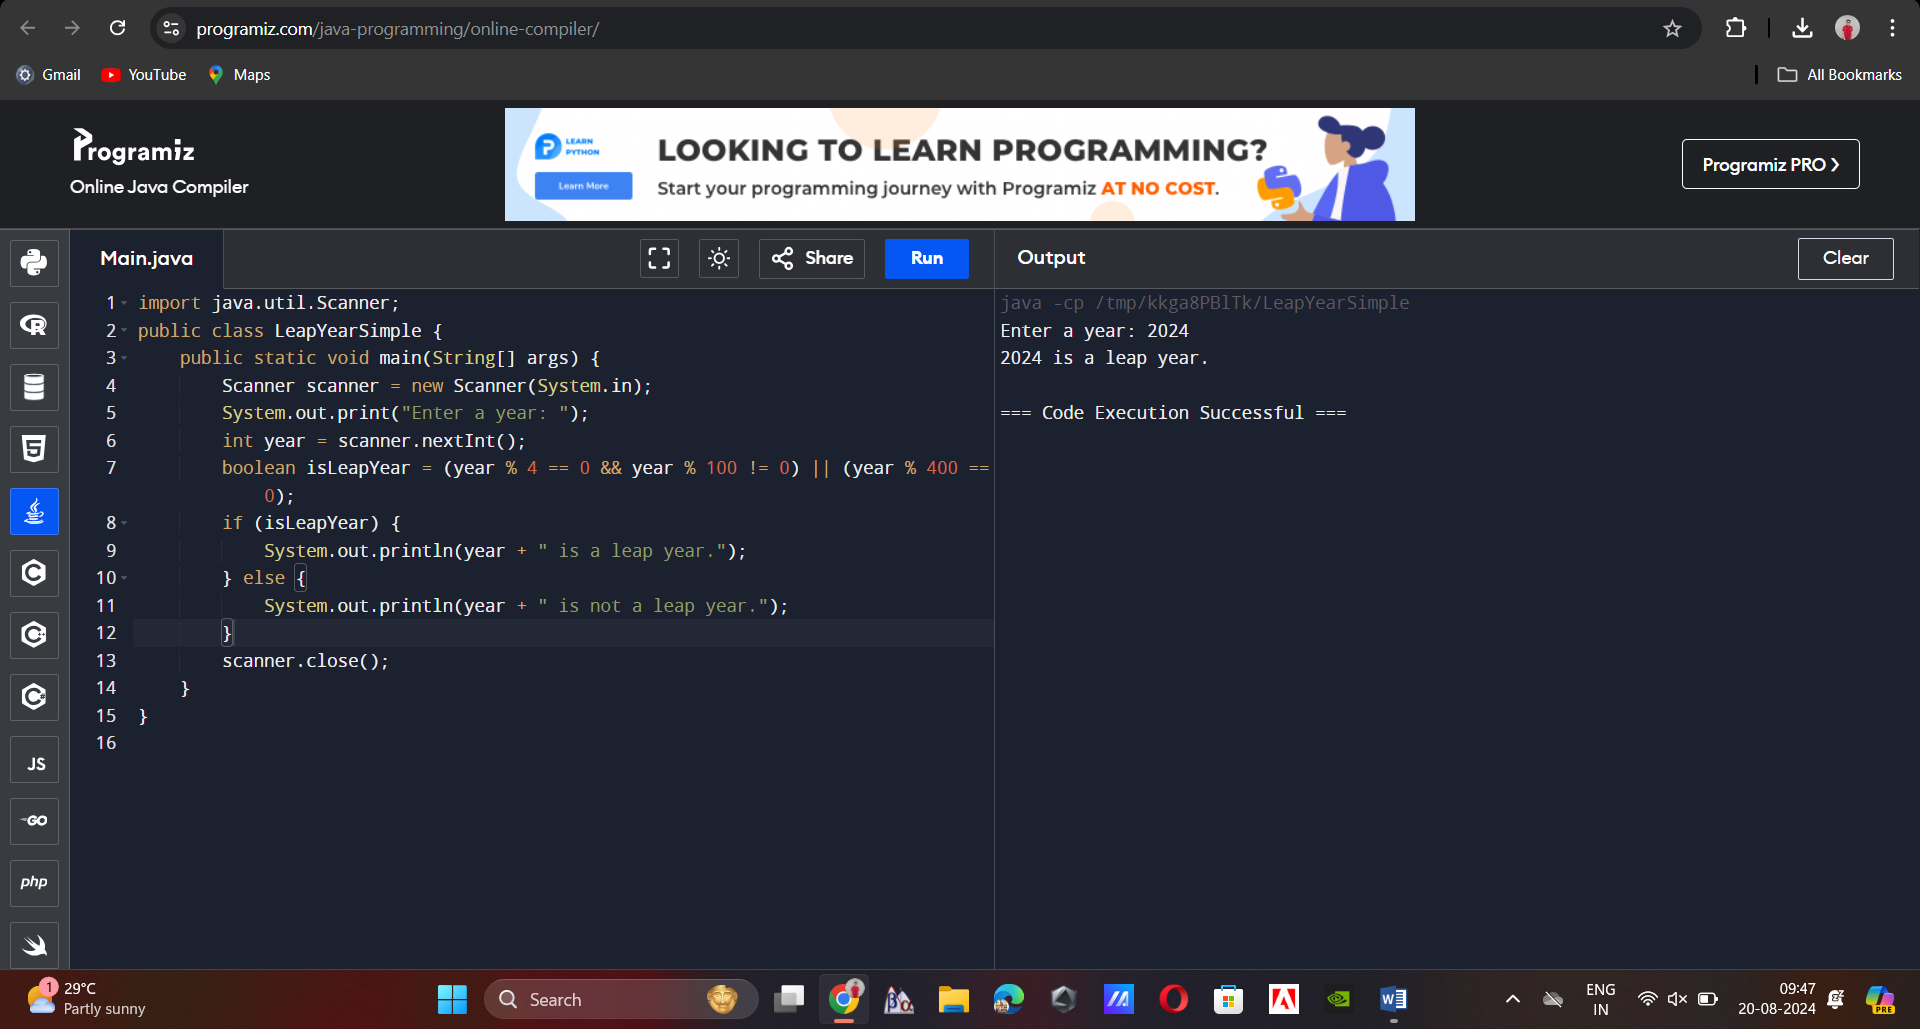 programiz.com/java-programming/online-compiler/
Gmail YouTube Maps All Bookmarks
Programiz
Online Java Compiler
LEARN
PYTHON
Learn More
LOOKING TO LEARN PROGRAMMING?
Start your programming journey with Programiz AT NO COST.
Programiz PRO ❯
Main.java Share Run Output Clear
1 import java.util.Scanner;
2 public class LeapYearSimple {
3     public static void main(String[] args) {
4         Scanner scanner = new Scanner(System.in);
5         System.out.print("Enter a year: ");
6         int year = scanner.nextInt();
7         boolean isLeapYear = (year % 4 == 0 && year % 100 != 0) || (year % 400 ==
            0);
8         if (isLeapYear) {
9             System.out.println(year + " is a leap year.");
10         } else {
11             System.out.println(year + " is not a leap year.");
12         }
13         scanner.close();
14     }
15 }
16
java -cp /tmp/kkga8PBlTk/LeapYearSimple
Enter a year: 2024
2024 is a leap year.
=== Code Execution Successful ===
JS
GO
php
1
29°C
Partly sunny
Search
ENG
IN
09:47
20-08-2024
PRE